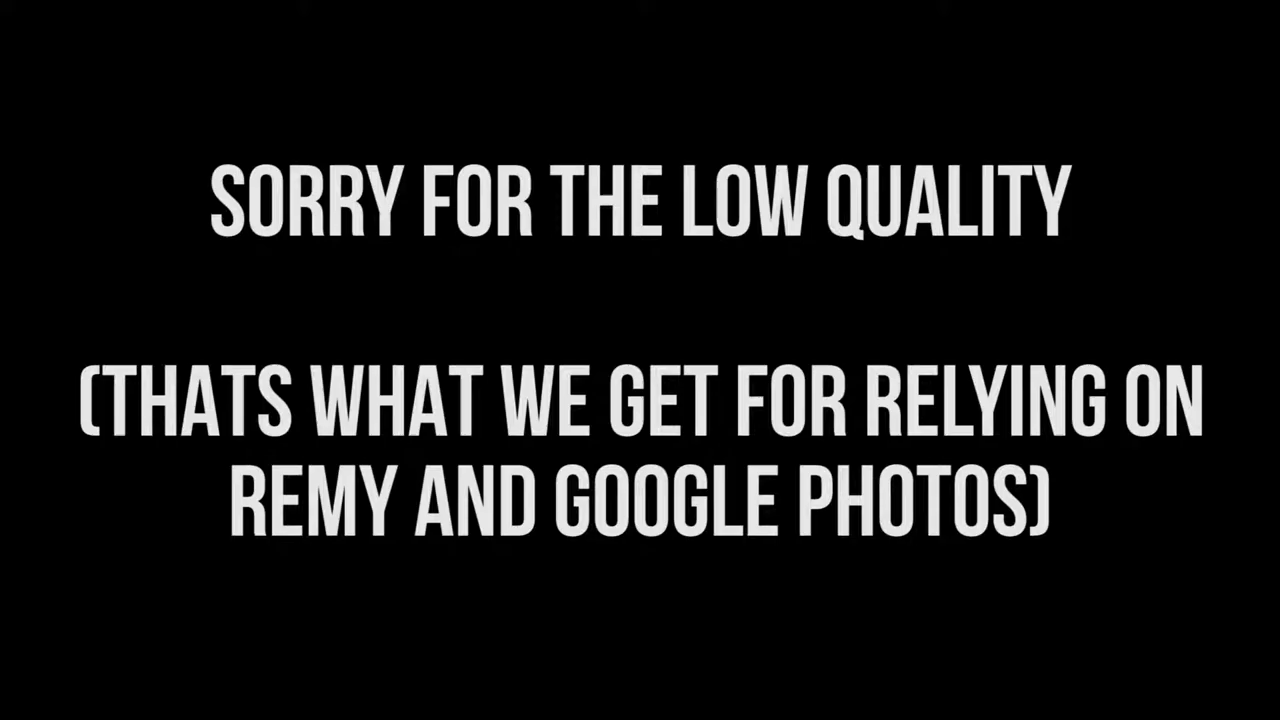 SORRY FOR THE LOW QUALITY
(THATS WHAT WE GET FOR RELYING ON
REMY AND GOOGLE PHOTOS)